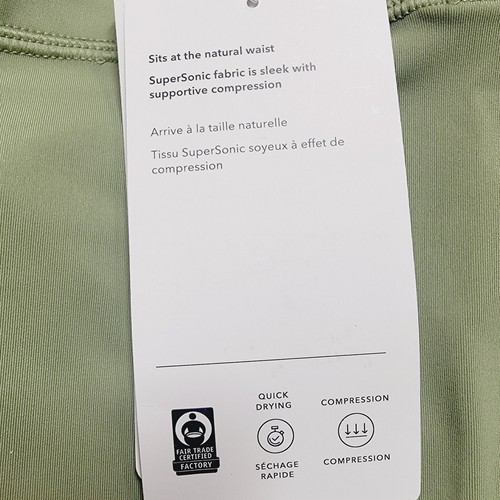 Sits at the natural waist
SuperSonic fabric is sleek with
supportive compression
Arrive à la taille naturelle
Tissu SuperSonic soyeux à effet de
compression
FAIR TRADE
CERTIFIED
FACTORY
QUICK
DRYING
SÉCHAGE
RAPIDE
COMPRESSION
COMPRESSION